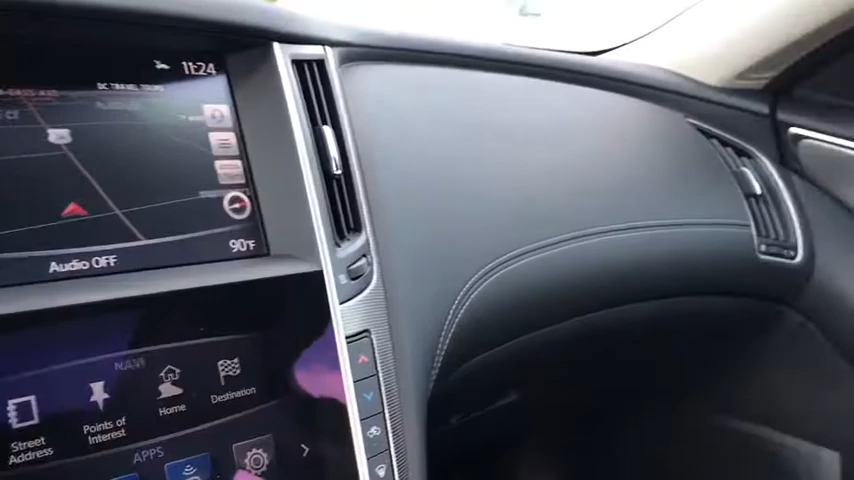 11:24
Audio Off
90°F
NAVI
Home
Destination
Street
Address
Points of
Interest
APPS